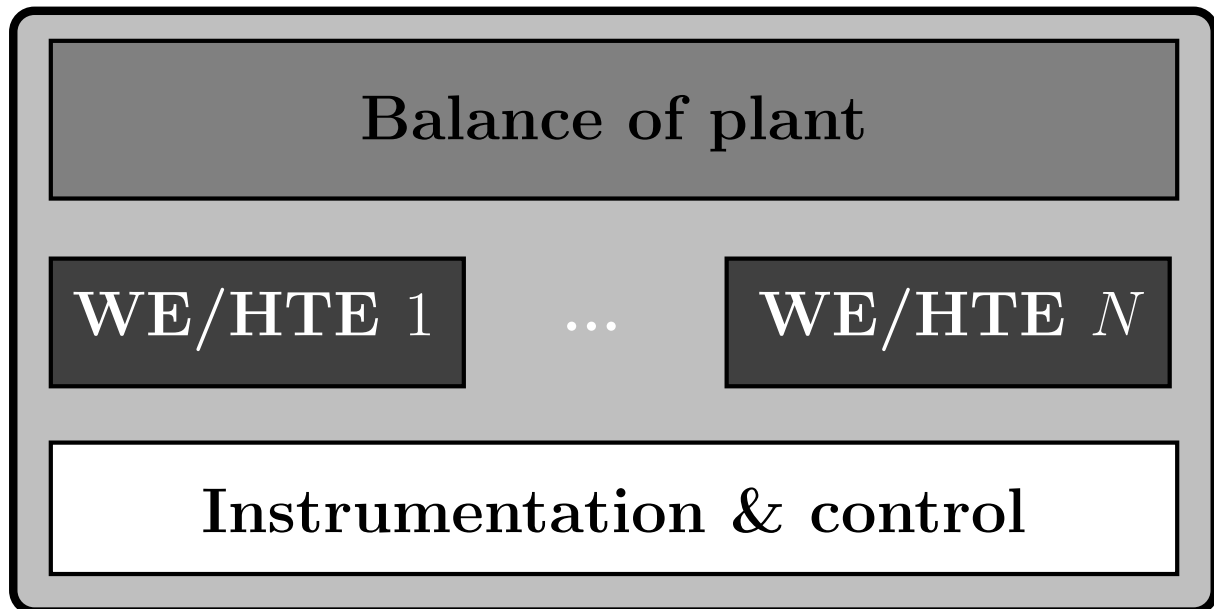 Balance of plant
WE/HTE 1 ... WE/HTE N
Instrumentation & control